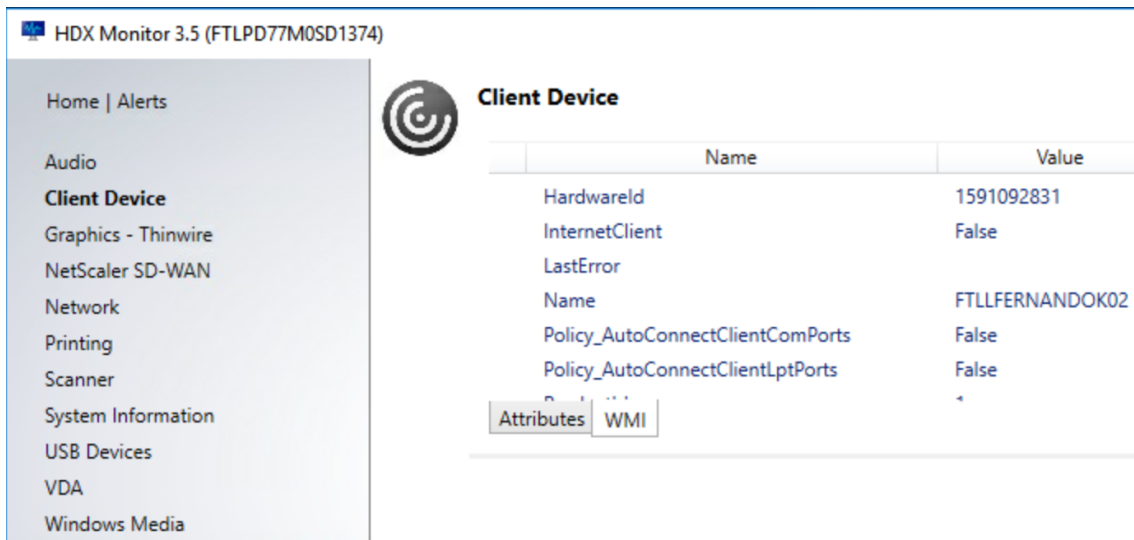 HDX Monitor 3.5 (FTLPD77M0SD1374)
Home | Alerts
Audio
Client Device
Graphics - Thinwire
NetScaler SD-WAN
Network
Printing
Scanner
System Information
USB Devices
VDA
Windows Media
Client Device
Name Value
HardwareId 1591092831
InternetClient False
LastError
Name FTLLFERNANDOK02
Policy_AutoConnectClientComPorts False
Policy_AutoConnectClientLptPorts False
Attributes WMI